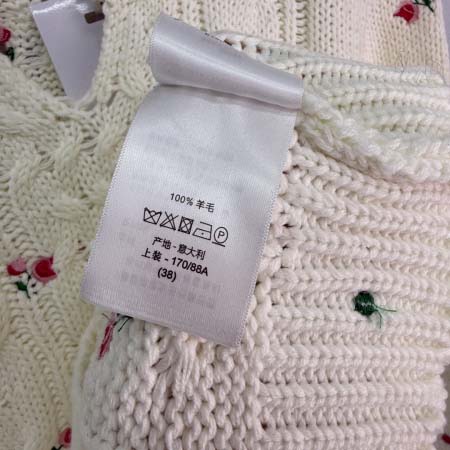 100% 羊毛
产地 - 意大利
上装 - 170/88A
(38)